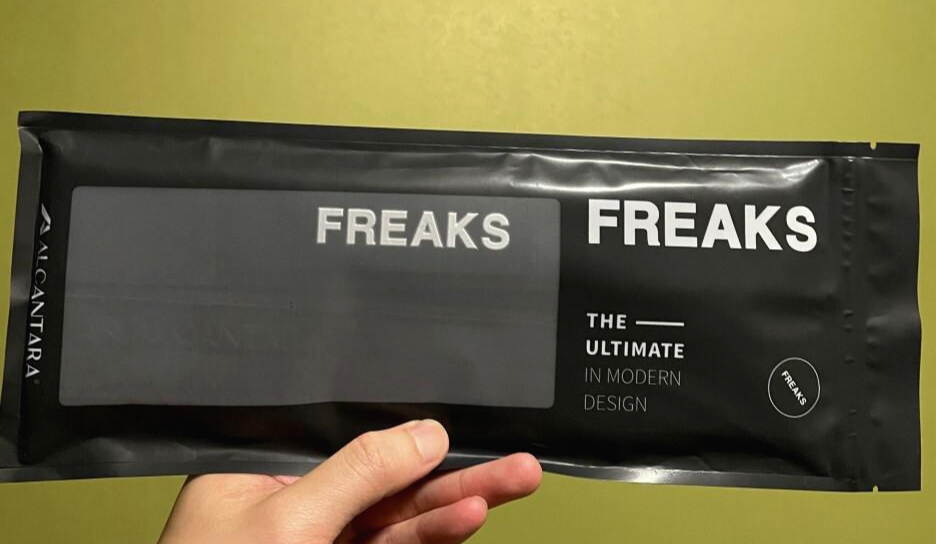 ALCANTARA®
FREAKS
FREAKS
THE
ULTIMATE
IN MODERN
DESIGN
FREAKS